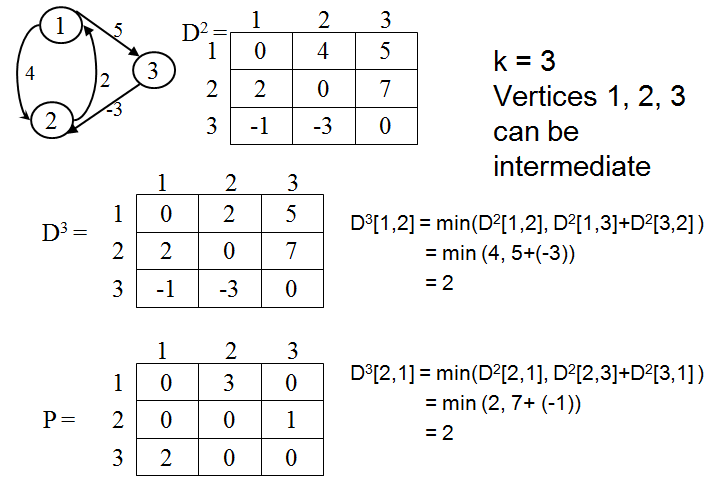 1
5
3
4
2
-3
2
D² =
1 2 3
1 0 4 5
2 2 0 7
3 -1 -3 0
k = 3
Vertices 1, 2, 3
can be
intermediate
D³ =
1 2 3
1 0 2 5
2 2 0 7
3 -1 -3 0
D³[1,2] = min(D²[1,2], D²[1,3]+D²[3,2] )
= min (4, 5+(-3))
= 2
P =
1 2 3
1 0 3 0
2 0 0 1
3 2 0 0
D³[2,1] = min(D²[2,1], D²[2,3]+D²[3,1] )
= min (2, 7+ (-1))
= 2